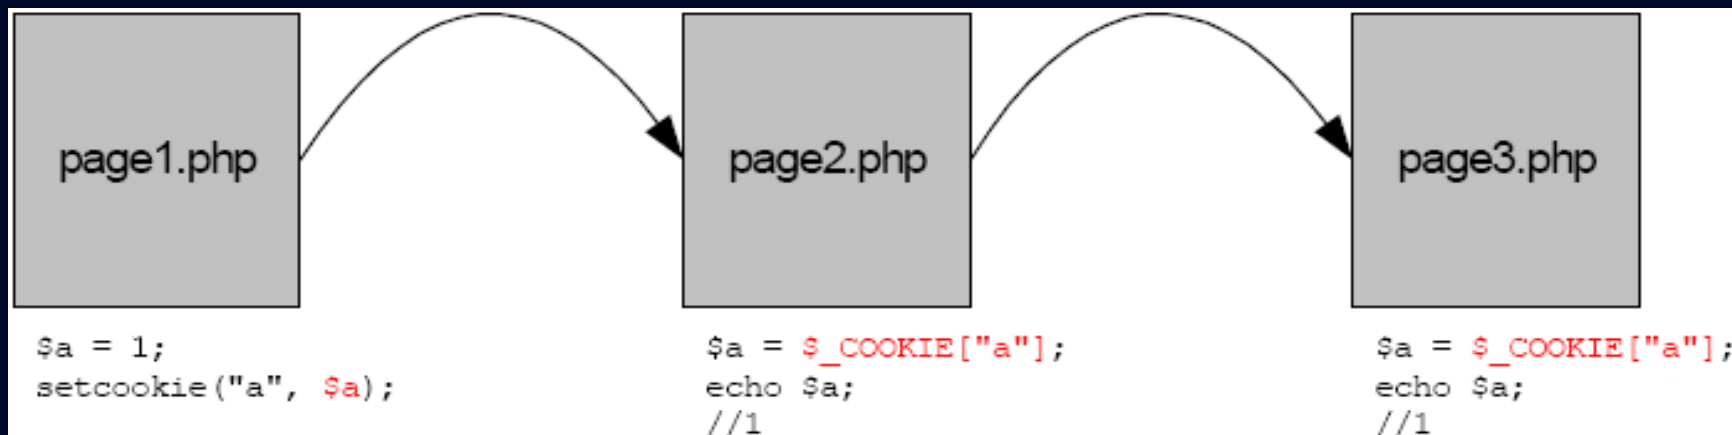 page1.php
$a = 1;
setcookie("a", $a);
page2.php
$a = $_COOKIE["a"];
echo $a;
//1
page3.php
$a = $_COOKIE["a"];
echo $a;
//1